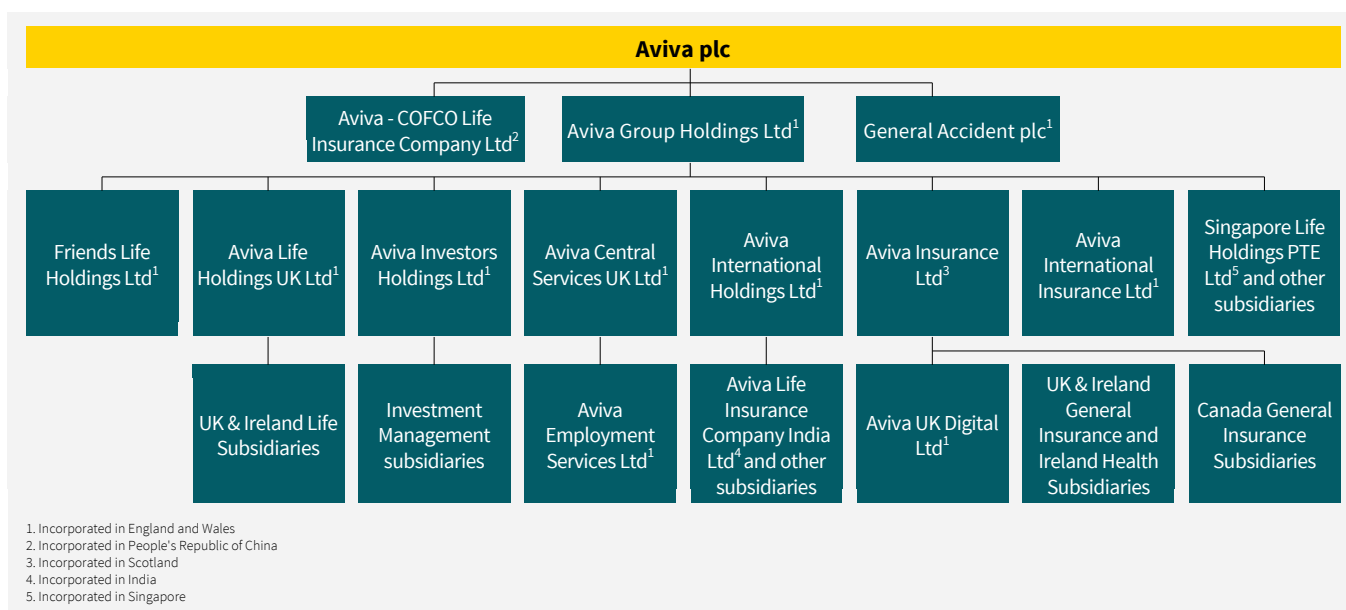 Aviva plc
Aviva - COFCO Life
Insurance Company Ltd2
Aviva Group Holdings Ltd1
General Accident plc1
Friends Life
Holdings Ltd1
Aviva Life
Holdings UK Ltd1
Aviva Investors
Holdings Ltd1
Aviva Central
Services UK Ltd1
Aviva
International
Holdings Ltd1
Aviva Insurance
Ltd3
Aviva
International
Insurance Ltd1
Singapore Life
Holdings PTE
Ltd5 and other
subsidiaries
UK & Ireland Life
Subsidiaries
Investment
Management
subsidiaries
Aviva
Employment
Services Ltd1
Aviva Life
Insurance
Company India
Ltd4 and other
subsidiaries
Aviva UK Digital
Ltd1
UK & Ireland
General
Insurance and
Ireland Health
Subsidiaries
Canada General
Insurance
Subsidiaries
1. Incorporated in England and Wales
2. Incorporated in People's Republic of China
3. Incorporated in Scotland
4. Incorporated in India
5. Incorporated in Singapore